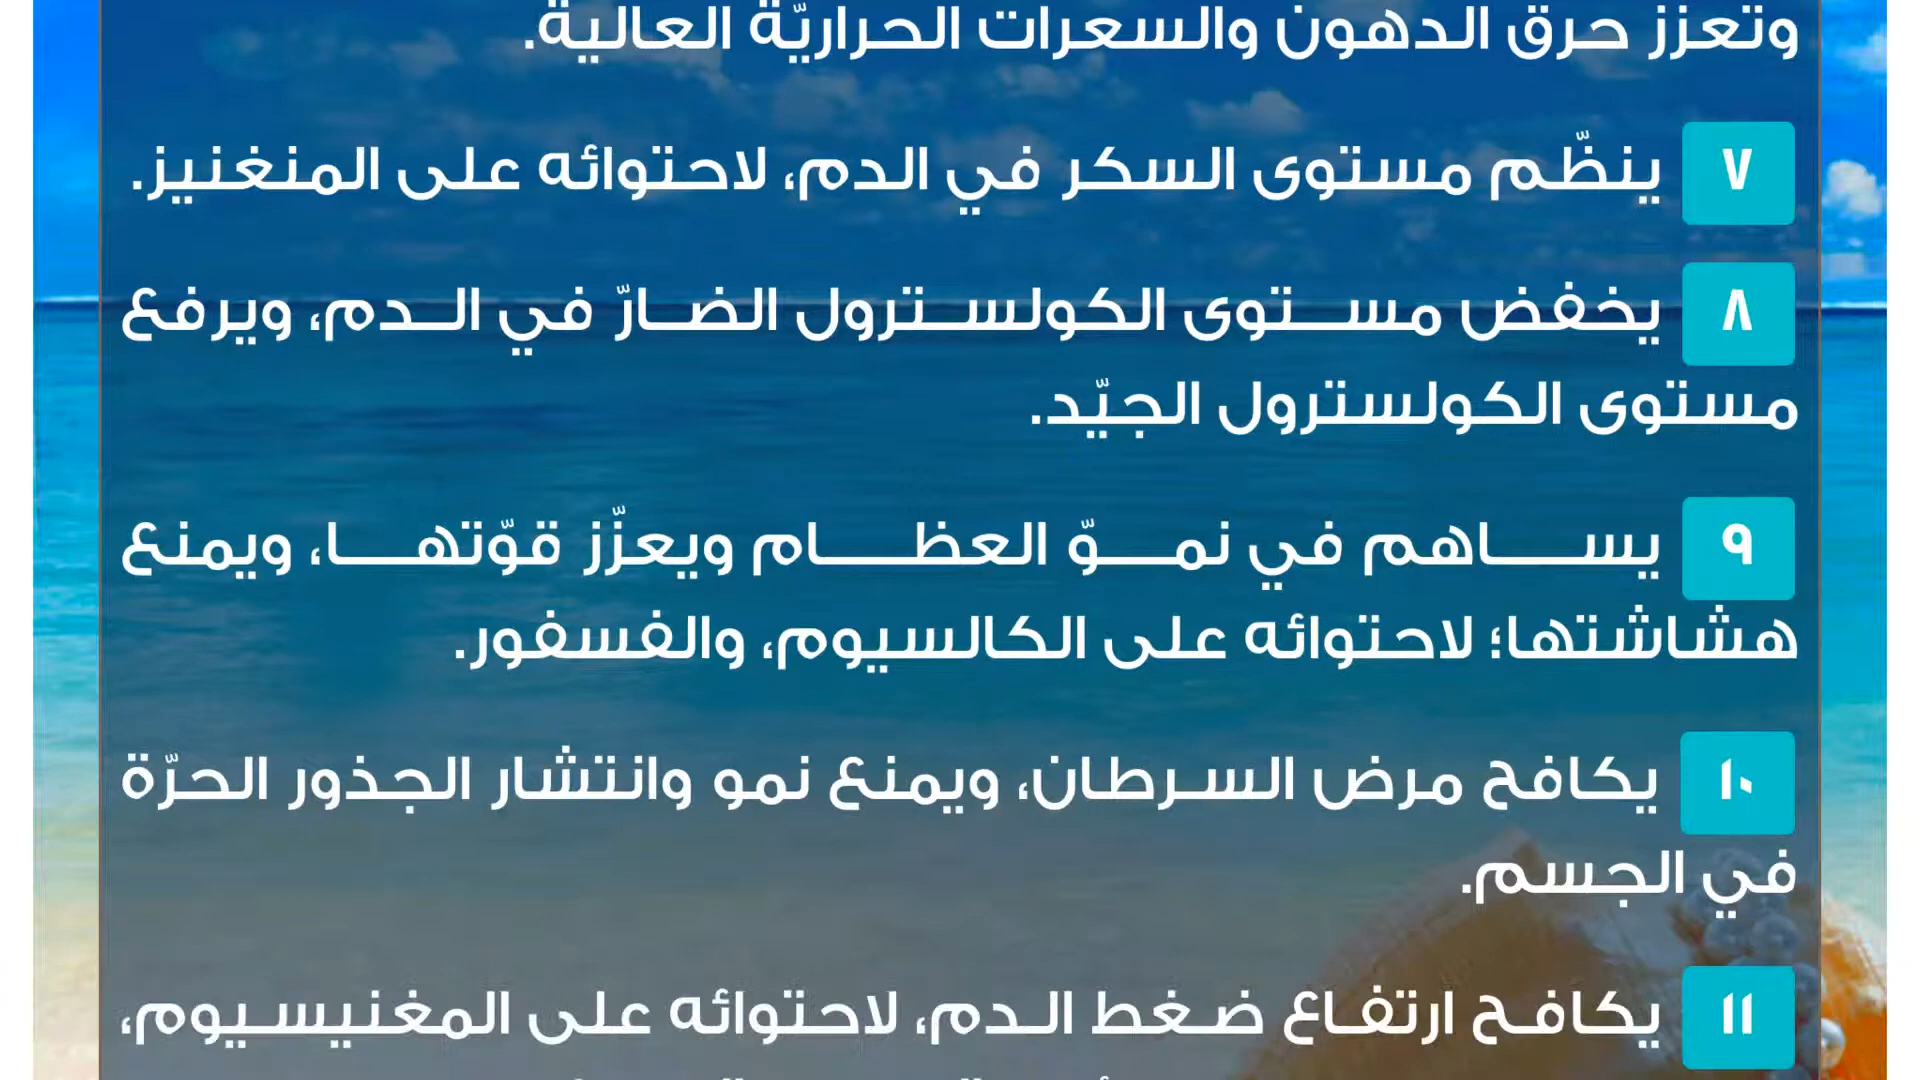 وتعزز حرق الدهون والسعرات الحراريّة العالية.
٧ ينظّم مستوى السكر في الدم، لاحتوائه على المنغنيز.
٨ يخفض مستوى الكولسترول الضارّ في الدم، ويرفع
مستوى الكولسترول الجيّد.
٩ يساهم في نموّ العظام ويعزّز قوّتها، ويمنع
هشاشتها؛ لاحتوائه على الكالسيوم، والفسفور.
١٠ يكافح مرض السرطان، ويمنع نمو وانتشار الجذور الحرّة
في الجسم.
١١ يكافح ارتفاع ضغط الدم، لاحتوائه على المغنيسيوم،